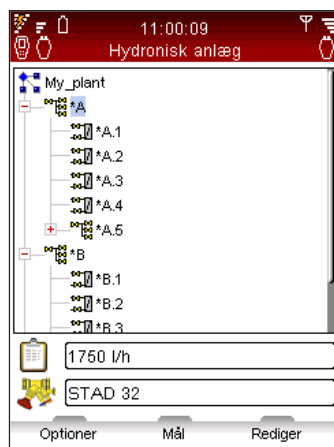 11:00:09
Hydronisk anlæg
My_plant
*A
*A.1
*A.2
*A.3
*A.4
*A.5
*B
*B.1
*B.2
*B.3
1750 l/h
STAD 32
Optioner Mål Rediger